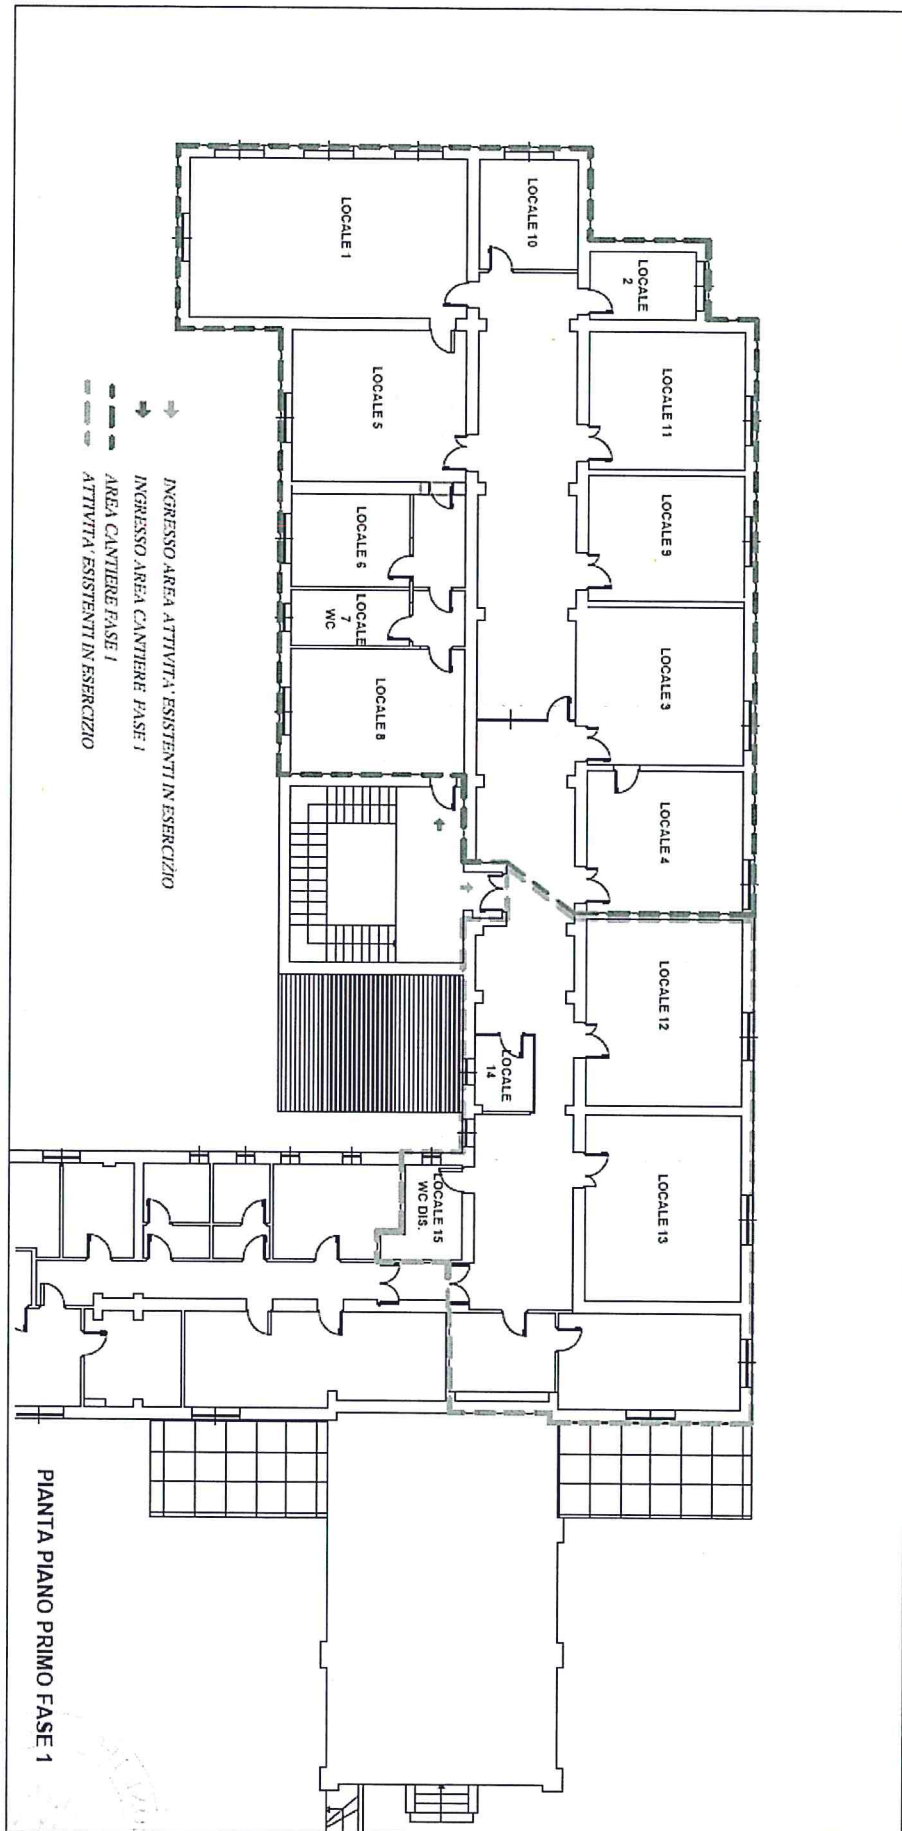 LOCALE 1
LOCALE 10
LOCALE
2
LOCALE 5
LOCALE 11
LOCALE 6
LOCALE 9
LOCALE
7
WC
LOCALE 8
LOCALE 3
LOCALE 4
LOCALE 12
LOCALE
14
LOCALE 15
WC DIS.
LOCALE 13
INGRESSO AREA ATTIVITA' ESISTENTI IN ESERCIZIO
INGRESSO AREA CANTIERE FASE 1
AREA CANTIERE FASE 1
ATTIVITA' ESISTENTI IN ESERCIZIO
PIANTA PIANO PRIMO FASE 1